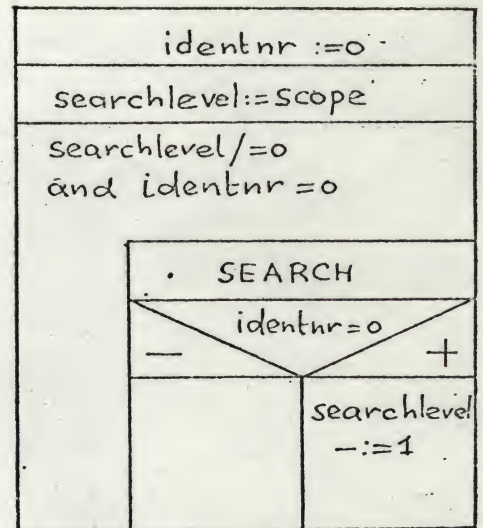 identnr :=0
searchlevel:=scope
searchlevel/=0
and identnr =0
SEARCH
identnr=0
— +
searchlevel
-:=1